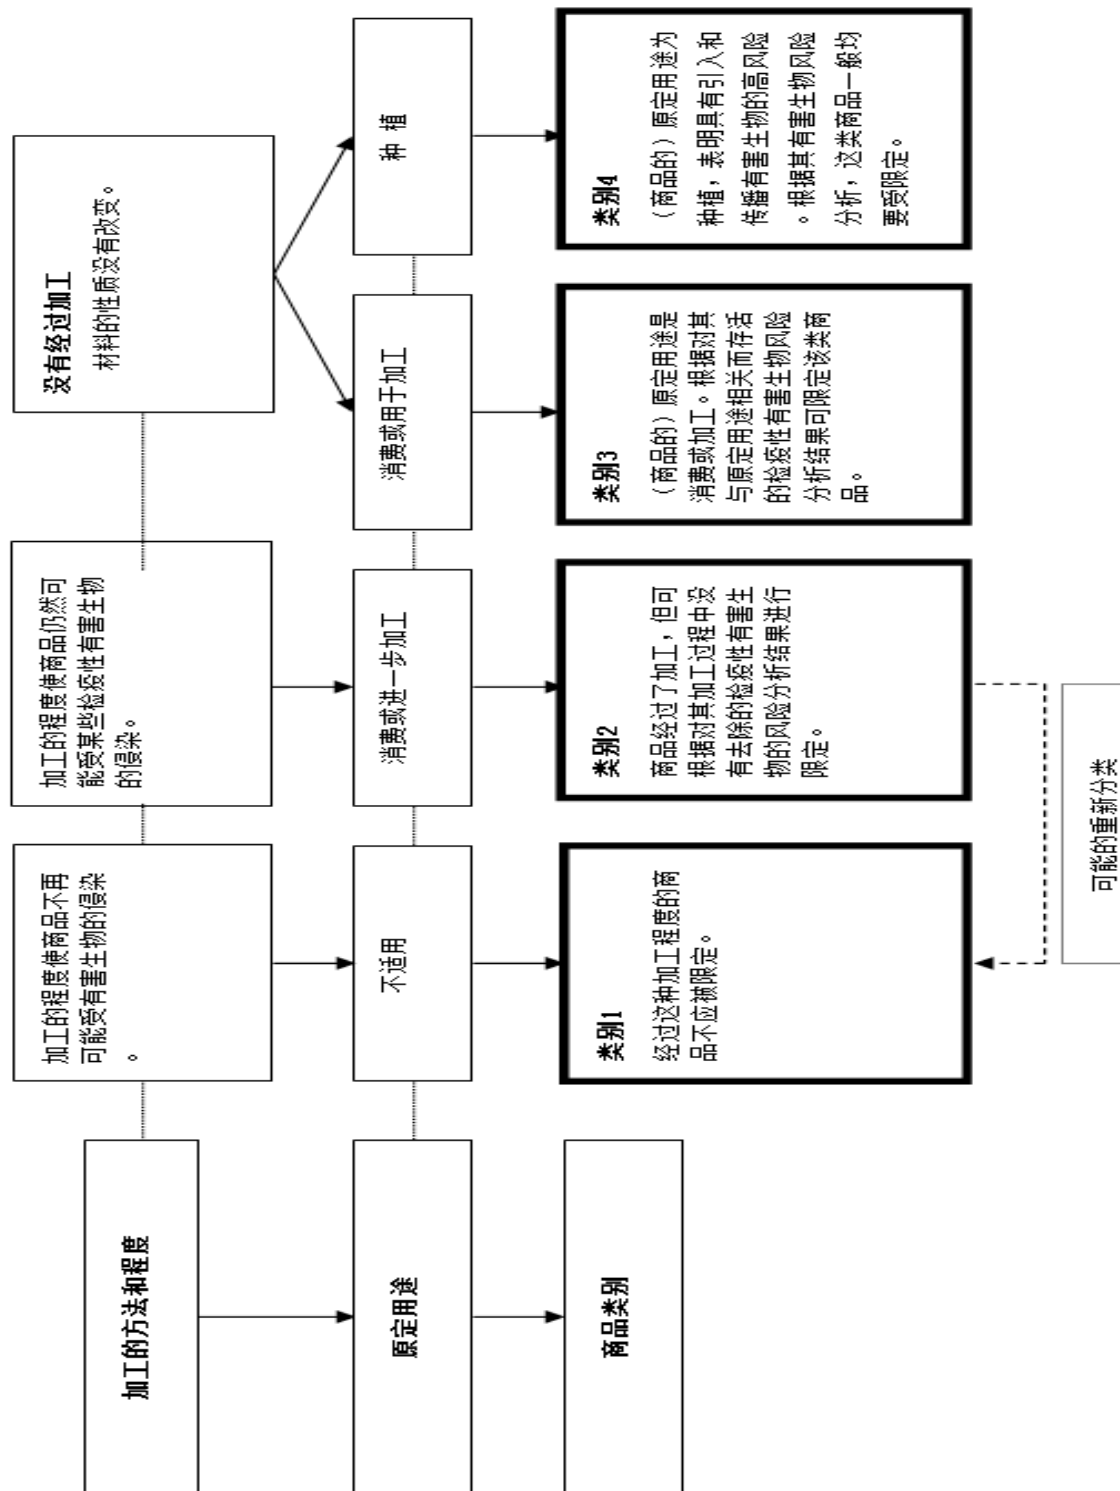 加工的方法和程度
加工的程度使商品不再
可能受有害生物的侵染
。
加工的程度使商品仍然可
能受某些检疫性有害生物
的侵染。
没有经过加工
材料的性质没有改变。
原定用途
不适用
消费或进一步加工
消费或用于加工
种 植
商品类别
类别1
经过这种加工程度的商
品不应被限定。
类别2
商品经过了加工，但可
根据对其加工过程中没
有去除的检疫性有害生
物的风险分析结果进行
限定。
类别3
（商品的）原定用途是
消费或加工。根据对其
与原定用途相关而存活
的检疫性有害生物风险
分析结果可限定该类商
品。
类别4
（商品的）原定用途为
种植，表明具有引入和
传播有害生物的高风险
。根据其有害生物风险
分析，这类商品一般均
要受限定。
可能的重新分类